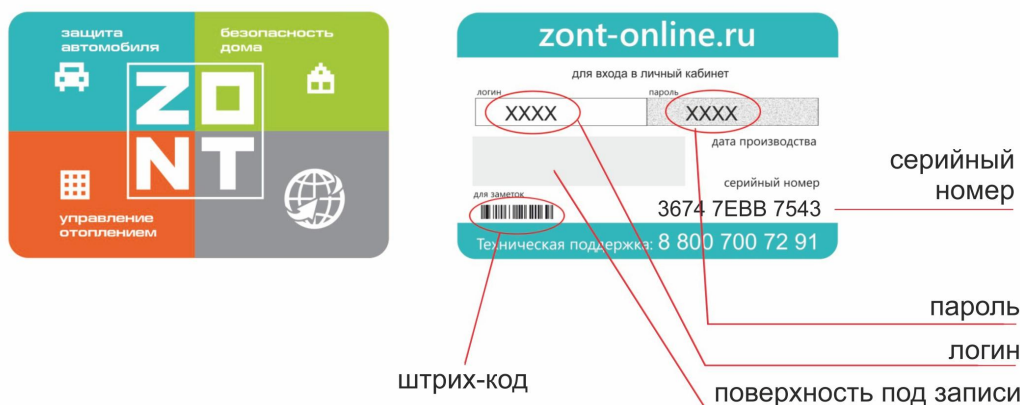 защита
автомобиля
безопасность
дома
ZO
NT
управление
отоплением
zont-online.ru
для входа в личный кабинет
логин
пароль
XXXX
XXXX
дата производства
серийный номер
для заметок
3674 7EBB 7543
Техническая поддержка: 8 800 700 72 91
серийный
номер
пароль
логин
штрих-код
поверхность под записи